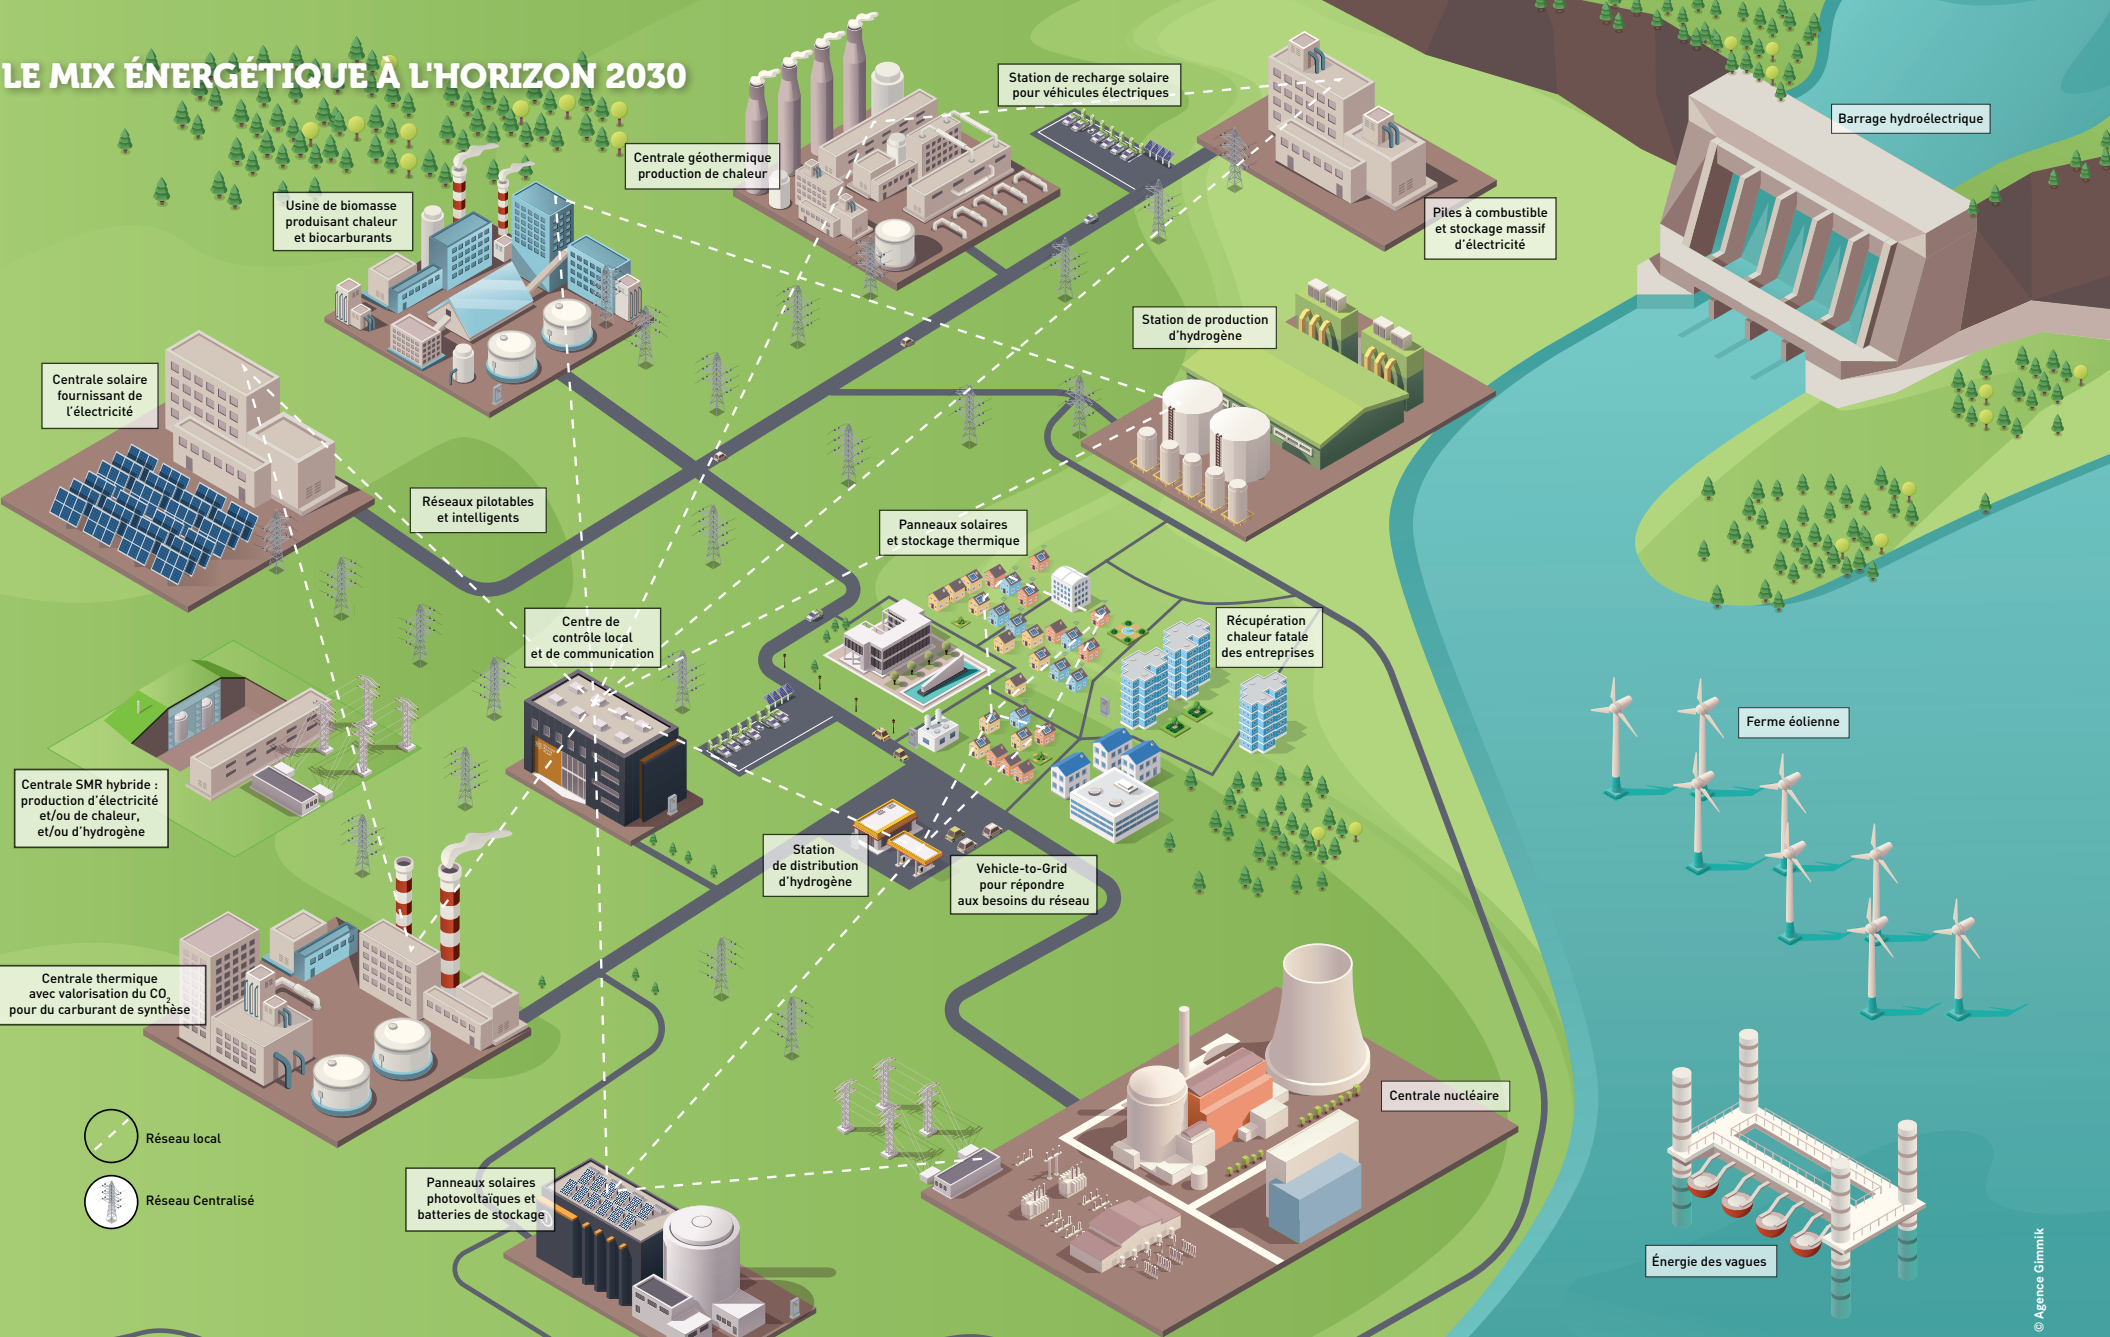 LE MIX ÉNERGÉTIQUE À L'HORIZON 2030
Station de recharge solaire
pour véhicules électriques
Barrage hydroélectrique
Centrale géothermique
production de chaleur
Usine de biomasse
produisant chaleur
et biocarburants
Piles à combustible
et stockage massif
d'électricité
Station de production
d'hydrogène
Centrale solaire
fournissant de
l'électricité
Réseaux pilotables
et intelligents
Panneaux solaires
et stockage thermique
Centre de
contrôle local
et de communication
Récupération
chaleur fatale
des entreprises
Ferme éolienne
Centrale SMR hybride :
production d'électricité
et/ou de chaleur,
et/ou d'hydrogène
Station
de distribution
d'hydrogène
Vehicle-to-Grid
pour répondre
aux besoins du réseau
Centrale thermique
avec valorisation du CO2,
pour du carburant de synthèse
Centrale nucléaire
Réseau local
Réseau Centralisé
Panneaux solaires
photovoltaïques et
batteries de stockage
Énergie des vagues
© Agence Gimmik